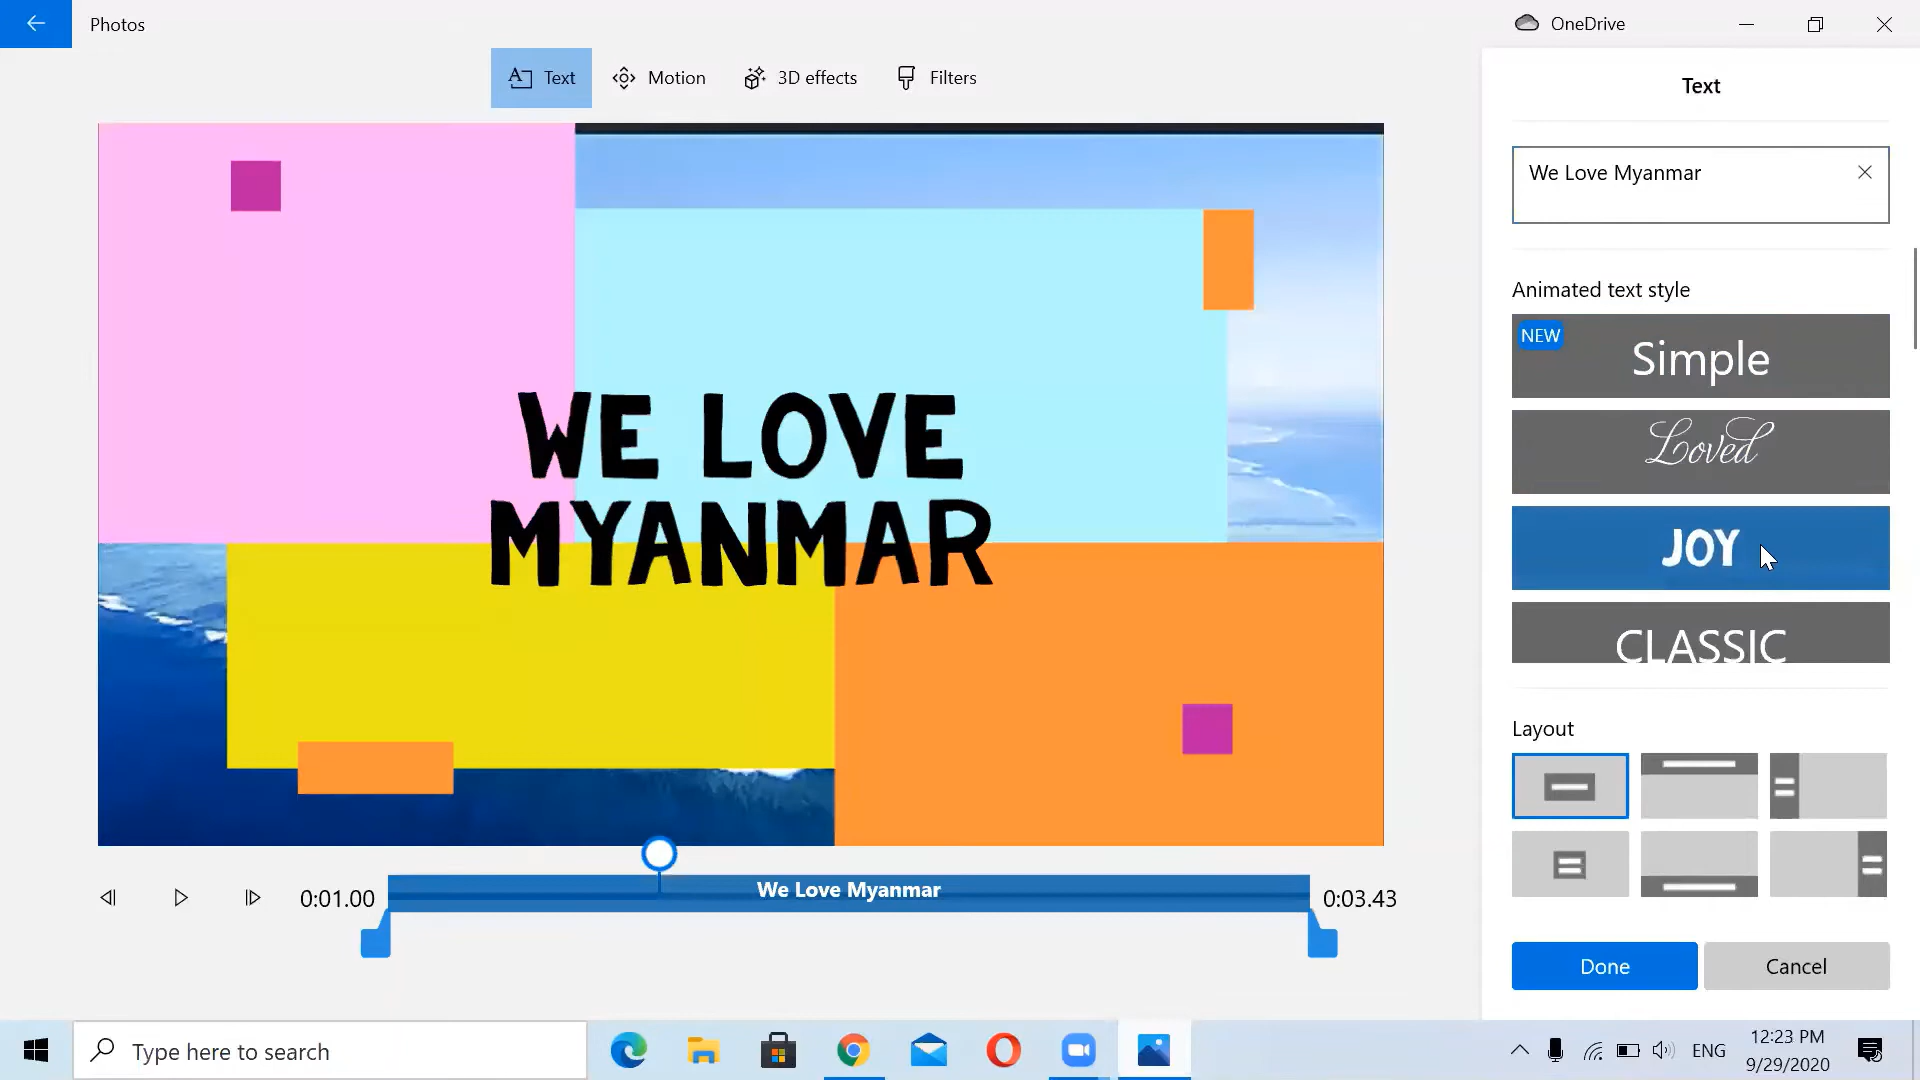 Photos
OneDrive
Text
Motion
3D effects
Filters
WE LOVE
MYANMAR
0:01.00
We Love Myanmar
0:03.43
Text
We Love Myanmar
Animated text style
NEW
Simple
Loved
JOY
CLASSIC
Layout
Done
Cancel
Type here to search
ENG
12:23 PM
9/29/2020